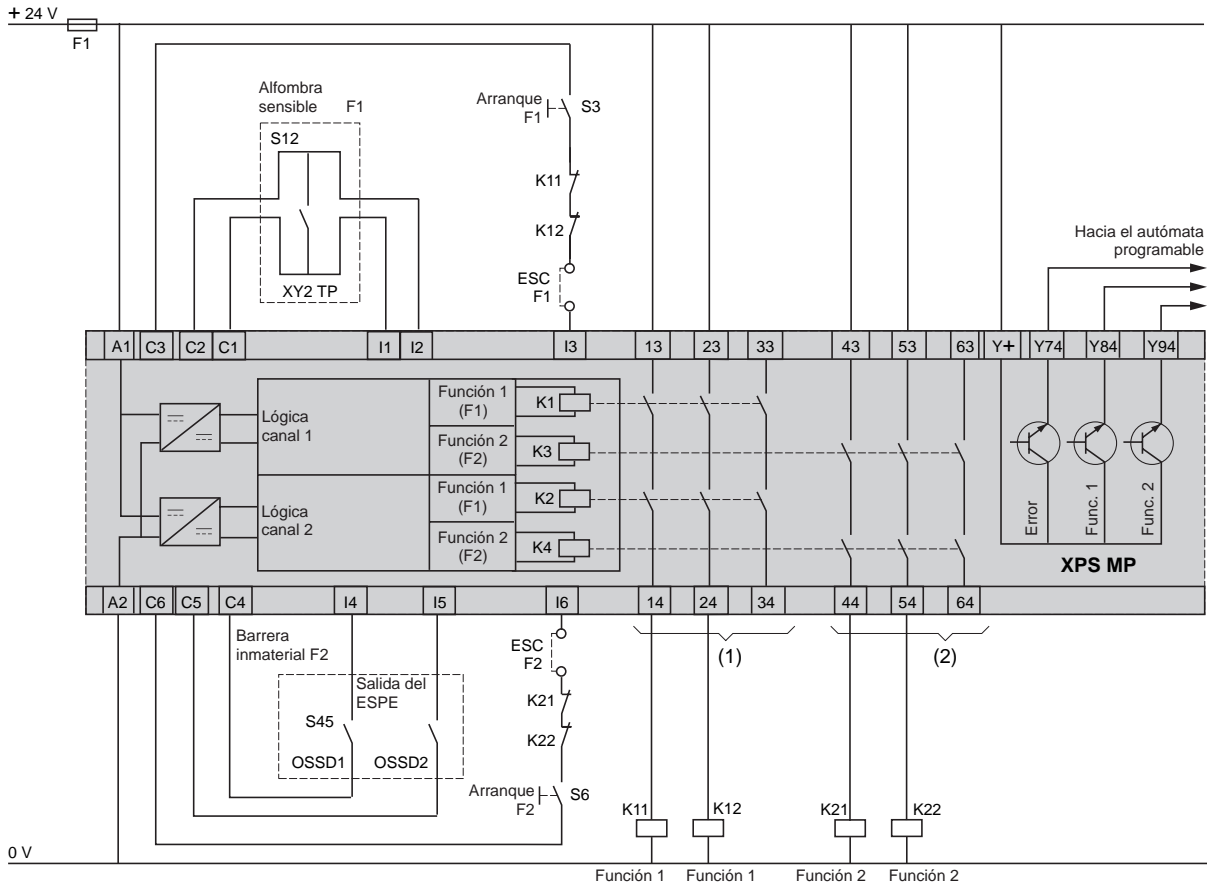 + 24 V
F1
Alfombra
sensible F1
S12
XY2 TP
Arranque
F1
S3
K11
K12
ESC
F1
Hacia el autómata
programable
A1 C3 C2 C1 I1 I2 I3 13 23 33 43 53 63 Y+ Y74 Y84 Y94
Lógica
canal 1
Función 1
(F1)
K1
Función 2
(F2)
K3
Lógica
canal 2
Función 1
(F1)
K2
Función 2
(F2)
K4
Error
Func. 1
Func. 2
XPS MP
A2 C6 C5 C4 I4 I5 I6 14 24 34 44 54 64
(1)
(2)
Barrera
inmaterial F2
Salida del
ESPE
S45
OSSD1 OSSD2
ESC
F2
K21
K22
Arranque
F2
S6
K11 K12 K21 K22
0 V
Función 1 Función 1 Función 2 Función 2